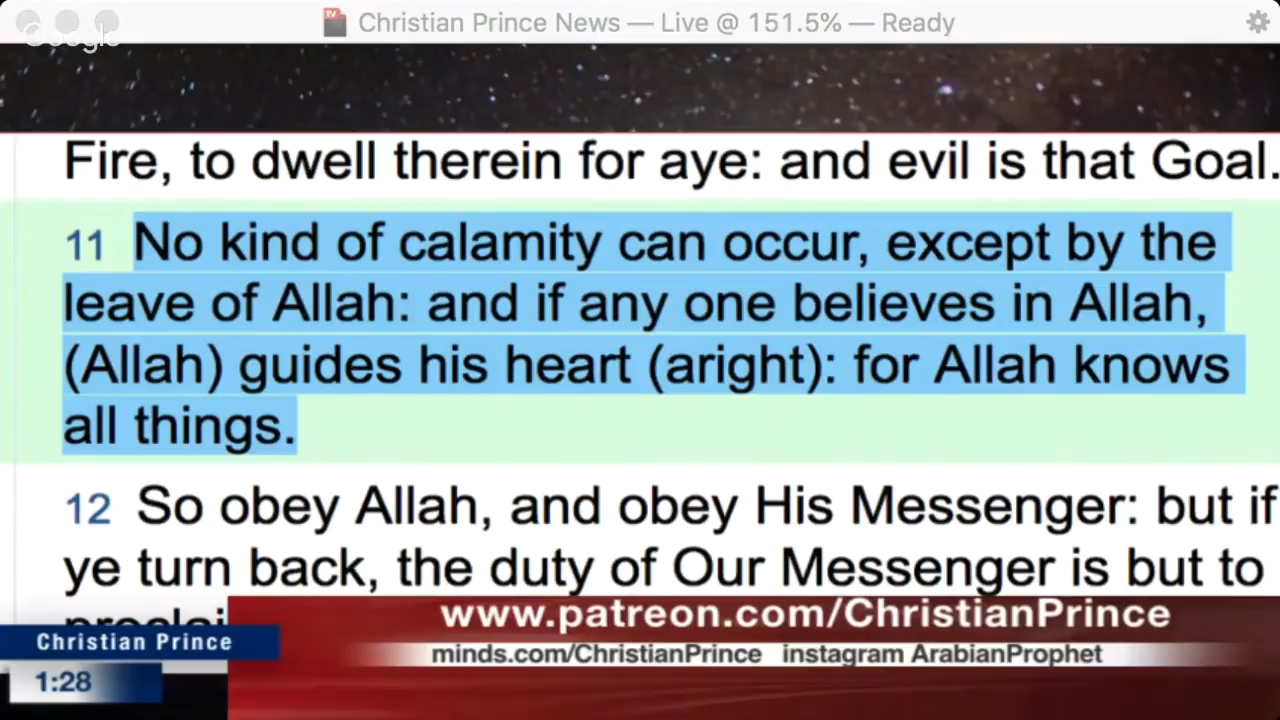 Christian Prince News — Live @ 151.5% — Ready
Google
Fire, to dwell therein for aye: and evil is that Goal.
11 No kind of calamity can occur, except by the
leave of Allah: and if any one believes in Allah,
(Allah) guides his heart (aright): for Allah knows
all things.
12 So obey Allah, and obey His Messenger: but if
ye turn back, the duty of Our Messenger is but to
www.patreon.com/ChristianPrince
Christian Prince
minds.com/ChristianPrince instagram ArabianProphet
1:28